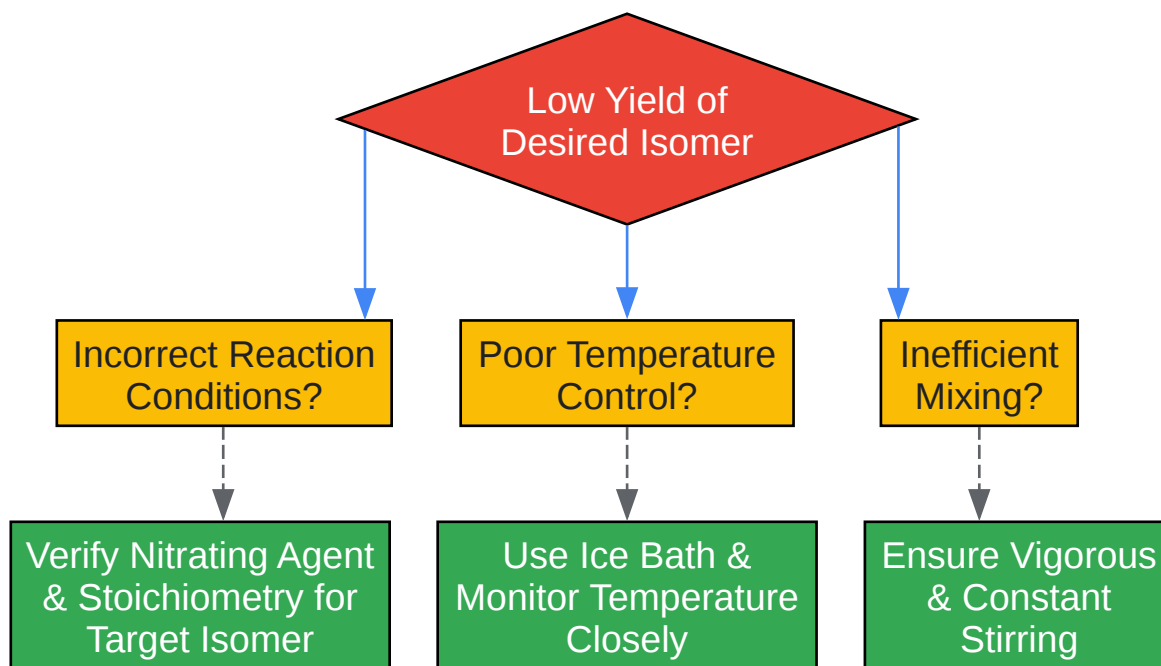 Low Yield of
Desired Isomer
Incorrect Reaction
Conditions?
Poor Temperature
Control?
Inefficient
Mixing?
Verify Nitrating Agent
& Stoichiometry for
Target Isomer
Use Ice Bath &
Monitor Temperature
Closely
Ensure Vigorous
& Constant
Stirring